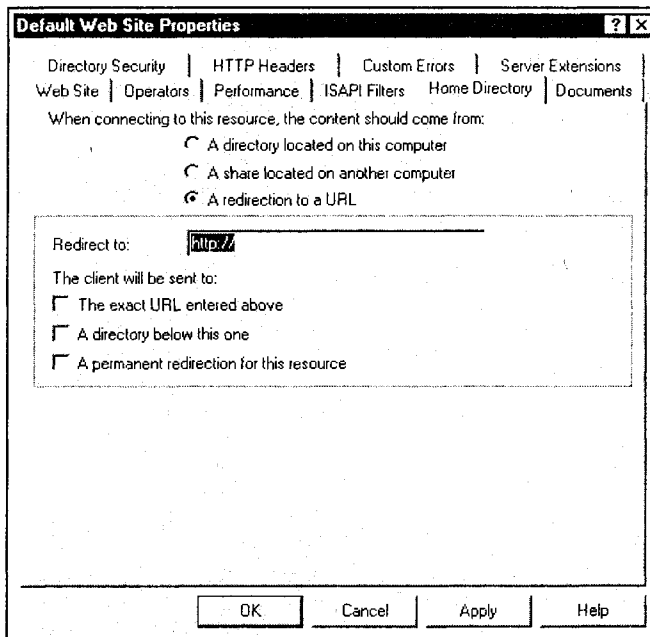 Default Web Site Properties ? X
Directory Security HTTP Headers Custom Errors Server Extensions
Web Site Operators Performance ISAPI Filters Home Directory Documents
When connecting to this resource, the content should come from:
A directory located on this computer
A share located on another computer
A redirection to a URL
Redirect to: http://
The client will be sent to:
The exact URL entered above
A directory below this one
A permanent redirection for this resource
OK Cancel Apply Help